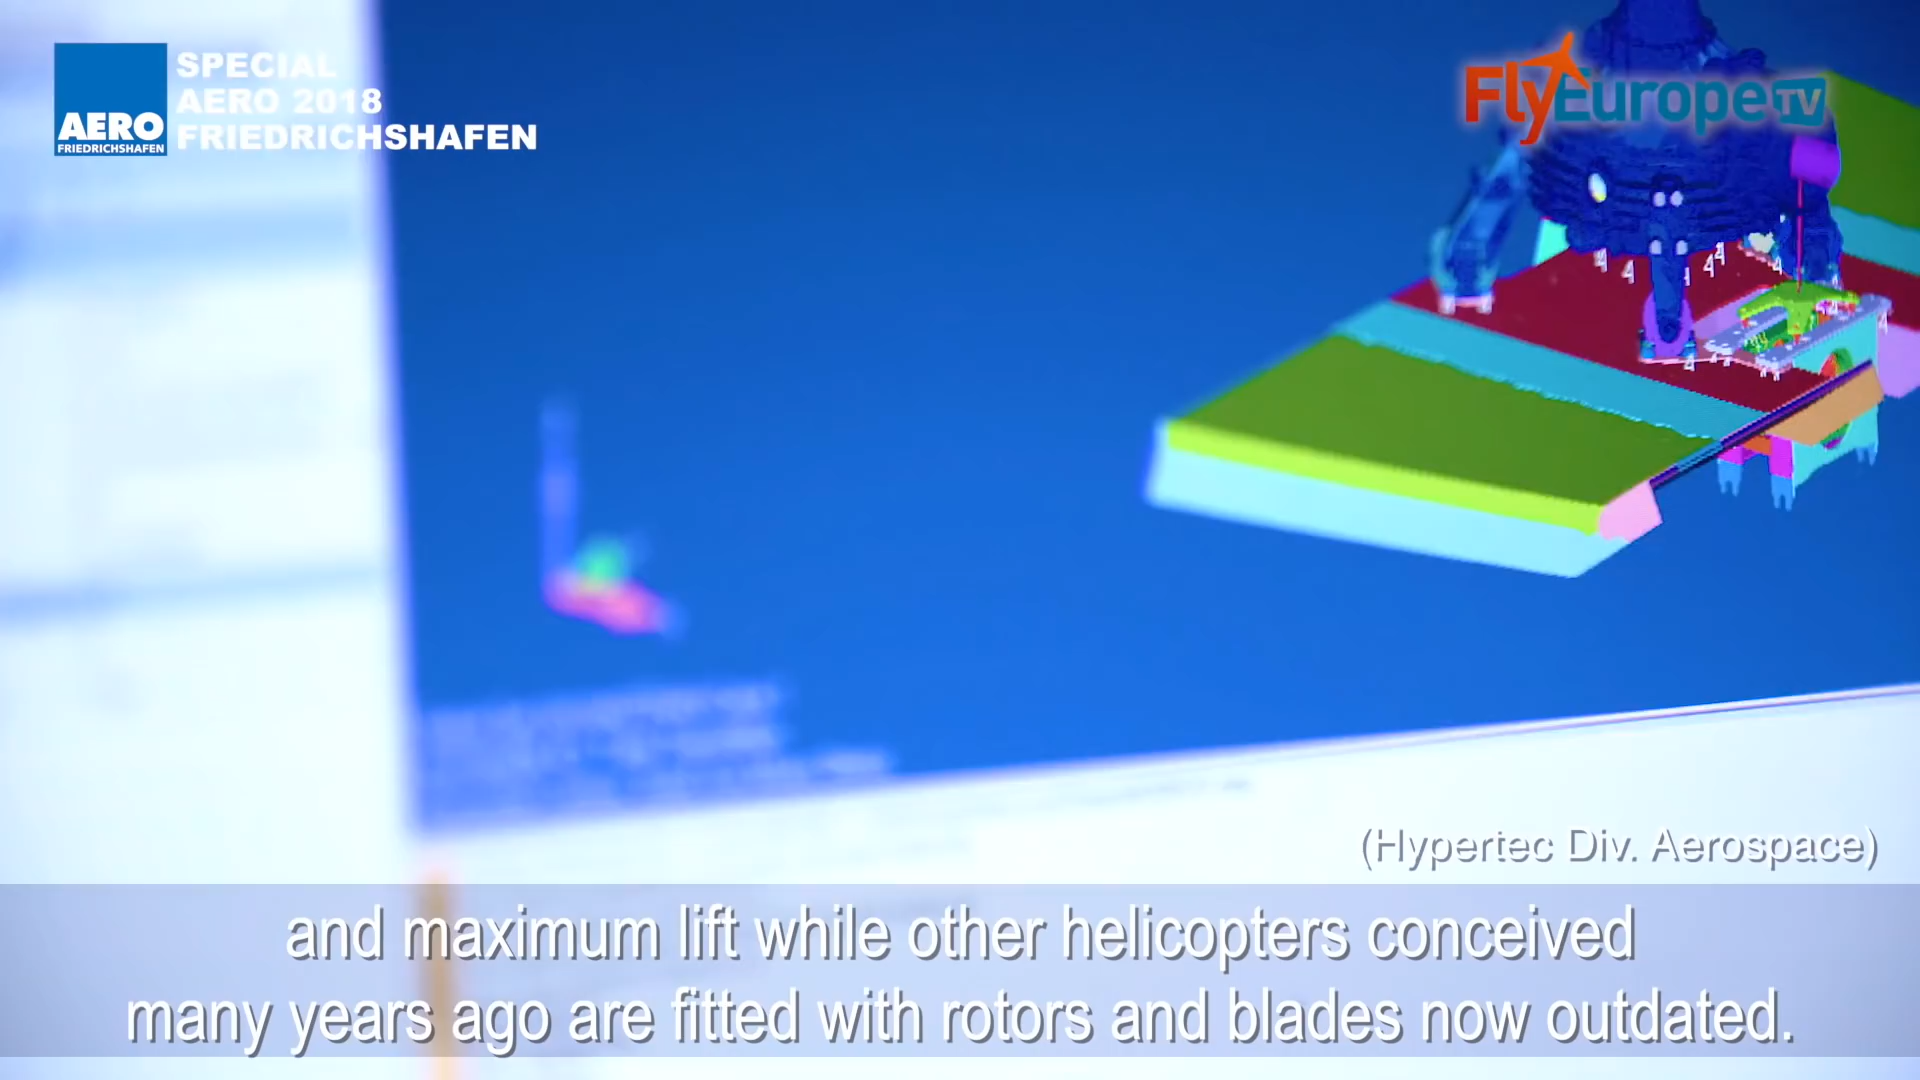 SPECIAL
AERO 2018
FRIEDRICHSHAFEN
AERO
FRIEDRICHSHAFEN
FlyEuropeTV
(Hypertec Div. Aerospace)
and maximum lift while other helicopters conceived
many years ago are fitted with rotors and blades now outdated.